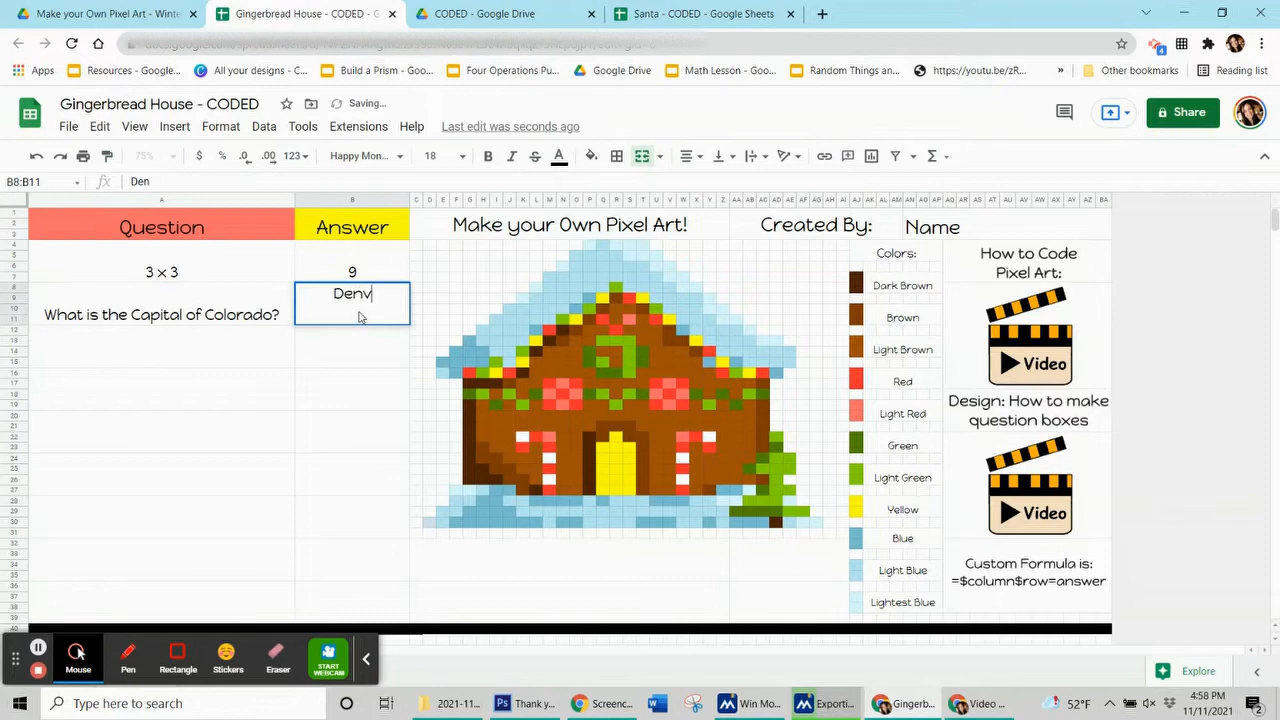 Make your Own Pixel Art - Winte
Gingerbread House - CODED - G
CODED - Google Drive
Santa - CODED - Google Sheets
Apps
Resources - Google...
All your designs - C...
Build a Prism - Goo...
Four Operations Pu...
Google Drive
Math Lesson - Goo...
Random Things an...
https://youtu.be/zR...
Other bookmarks
Reading list
Gingerbread House - CODED
Saving...
Share
File Edit View Insert Format Data Tools Extensions Help Last edit was seconds ago
75% $ % .0 .00 123 Happy Mon... 18 B I S A
B8:B11 fx Den
Question
Answer
Make your Own Pixel Art!
Created By:
Name
3 x 3
9
What is the Capital of Colorado?
Denv
Colors:
Dark Brown
Brown
Light Brown
Red
Light Red
Green
Light Green
Yellow
Blue
Light Blue
Lightest Blue
How to Code
Pixel Art:
Video
Design: How to make
question boxes
Video
Custom Formula is:
=$column$row=answer
Mouse
Pen
Rectangle
Stickers
Eraser
START
WEBCAM
Explore
Type here to search
2021-11...
Thank y...
Screenc...
Win Mo...
Exporti...
Gingerb...
Video ...
52°F
4:58 PM
11/11/2021